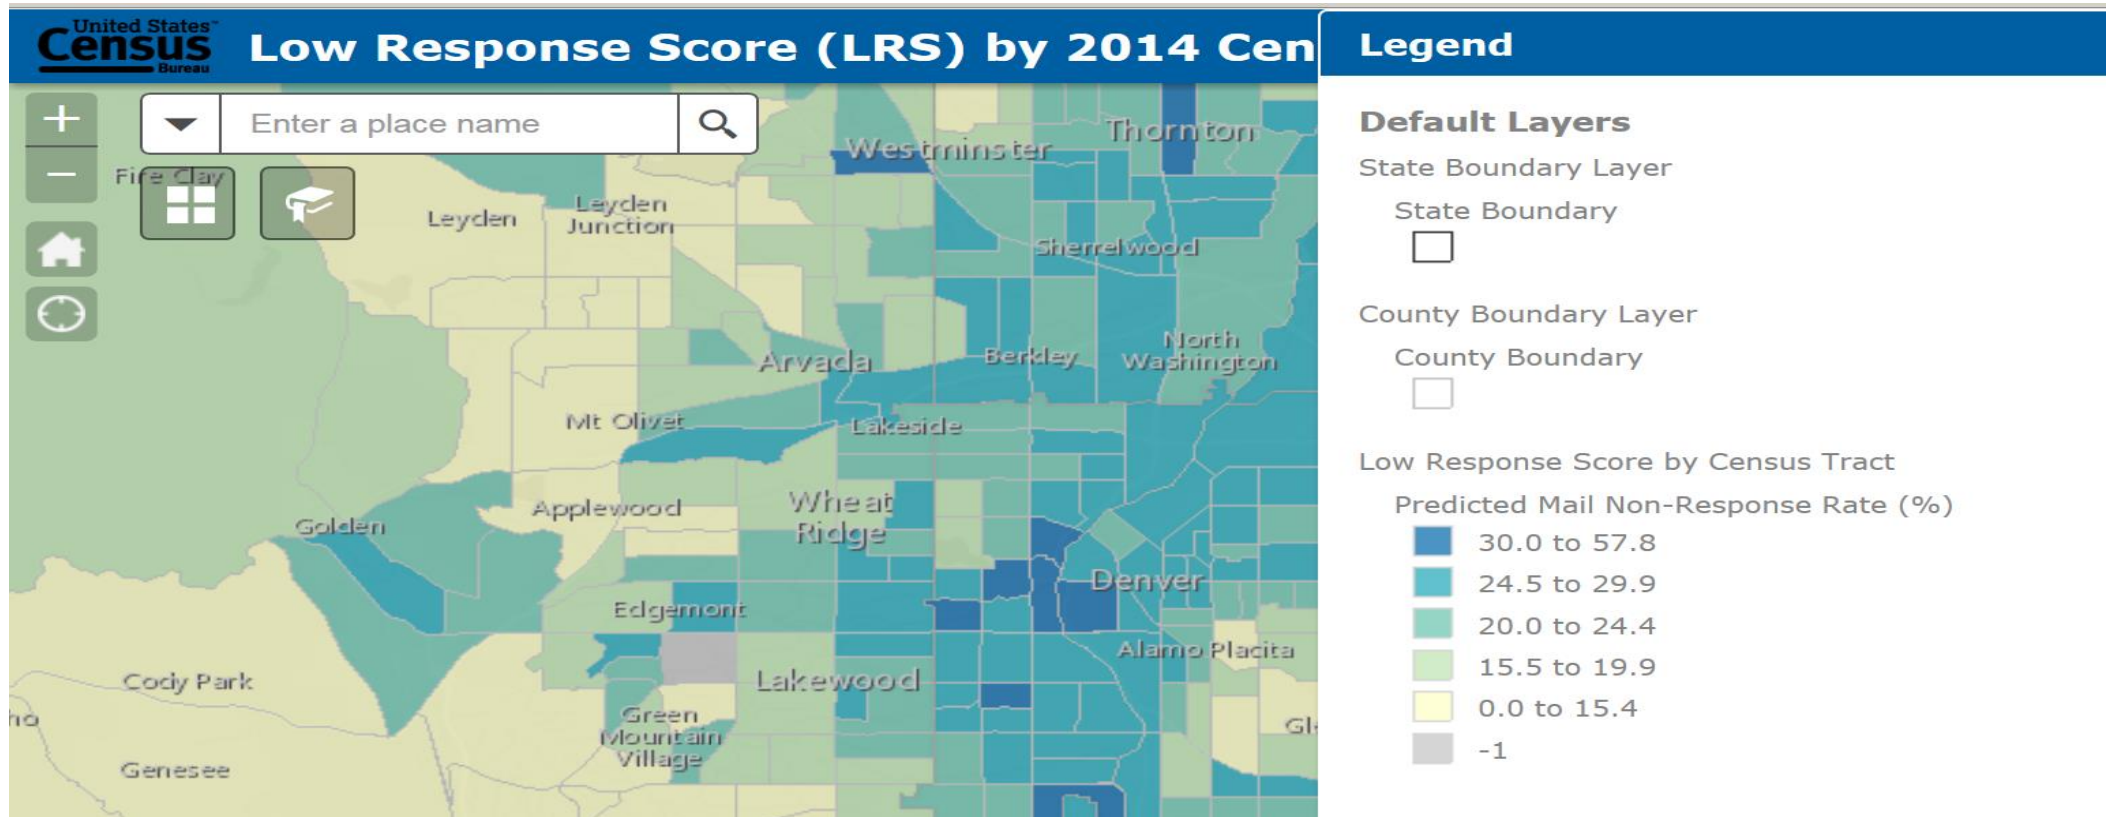 United States™
Census
Bureau
Low Response Score (LRS) by 2014 Cen
Legend
Enter a place name
Fire Clay
Leyden
Leyden
Junction
Westminster
Thornton
Sherrelwood
Arvada
Berkley
North
Washington
Mt Olivet
Lakeside
Golden
Applewood
Wheat
Ridge
Denver
Edgemont
Alamo Placita
Cody Park
Lakewood
ho
Green
Mountain
Village
Gl
Genesee
Default Layers
State Boundary Layer
State Boundary
County Boundary Layer
County Boundary
Low Response Score by Census Tract
Predicted Mail Non-Response Rate (%)
30.0 to 57.8
24.5 to 29.9
20.0 to 24.4
15.5 to 19.9
0.0 to 15.4
-1